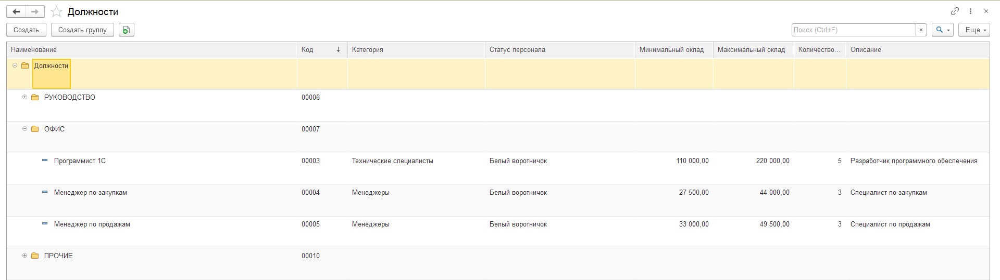 Должности
Создать Создать группу Поиск (Ctrl+F) × Еще
Наименование Код ↓ Категория Статус персонала Минимальный оклад Максимальный оклад Количество... Описание
Должности
РУКОВОДСТВО 00006
ОФИС 00007
Программист 1С 00003 Технические специалисты Белый воротничок 110 000,00 220 000,00 5 Разработчик программного обеспечения
Менеджер по закупкам 00004 Менеджеры Белый воротничок 27 500,00 44 000,00 3 Специалист по закупкам
Менеджер по продажам 00005 Менеджеры Белый воротничок 33 000,00 49 500,00 3 Специалист по продажам
ПРОЧИЕ 00010